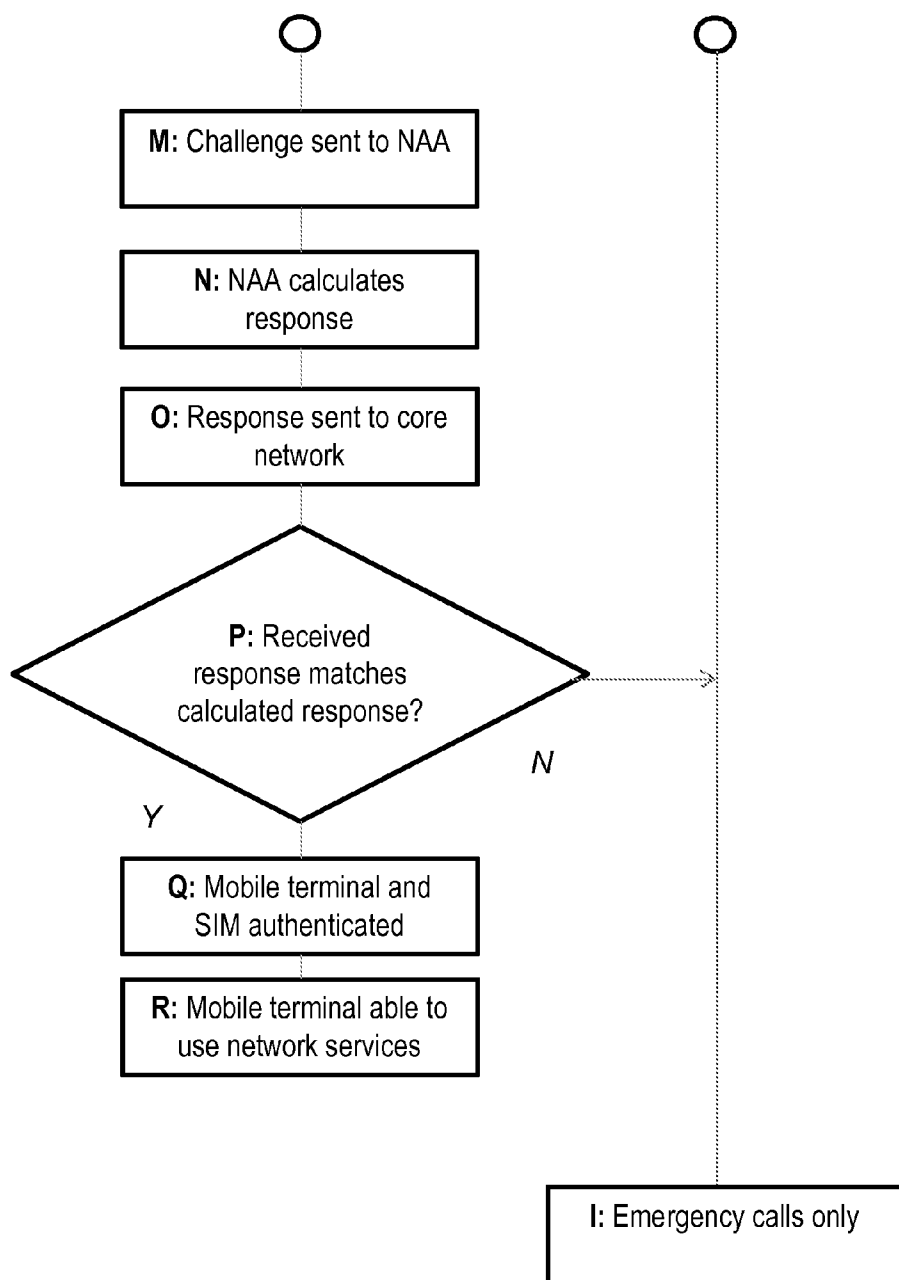 M: Challenge sent to NAA
N: NAA calculates
response
O: Response sent to core
network
P: Received
response matches
calculated response?
N
Y
Q: Mobile terminal and
SIM authenticated
R: Mobile terminal able to
use network services
I: Emergency calls only